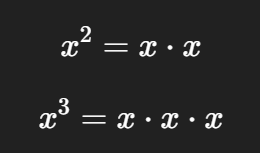 x² = x · x
x³ = x · x · x